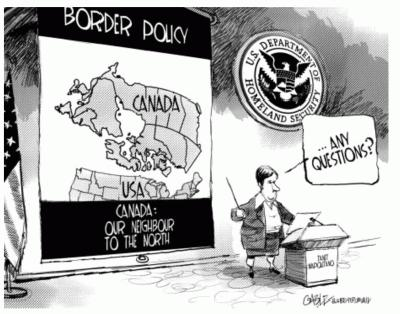 BORDER POLICY
CANADA
USA
CANADA:
OUR NEIGHBOUR
TO THE NORTH
U.S. DEPARTMENT OF
HOMELAND SECURITY
... ANY
QUESTIONS?
JANET
NAPOLITANO